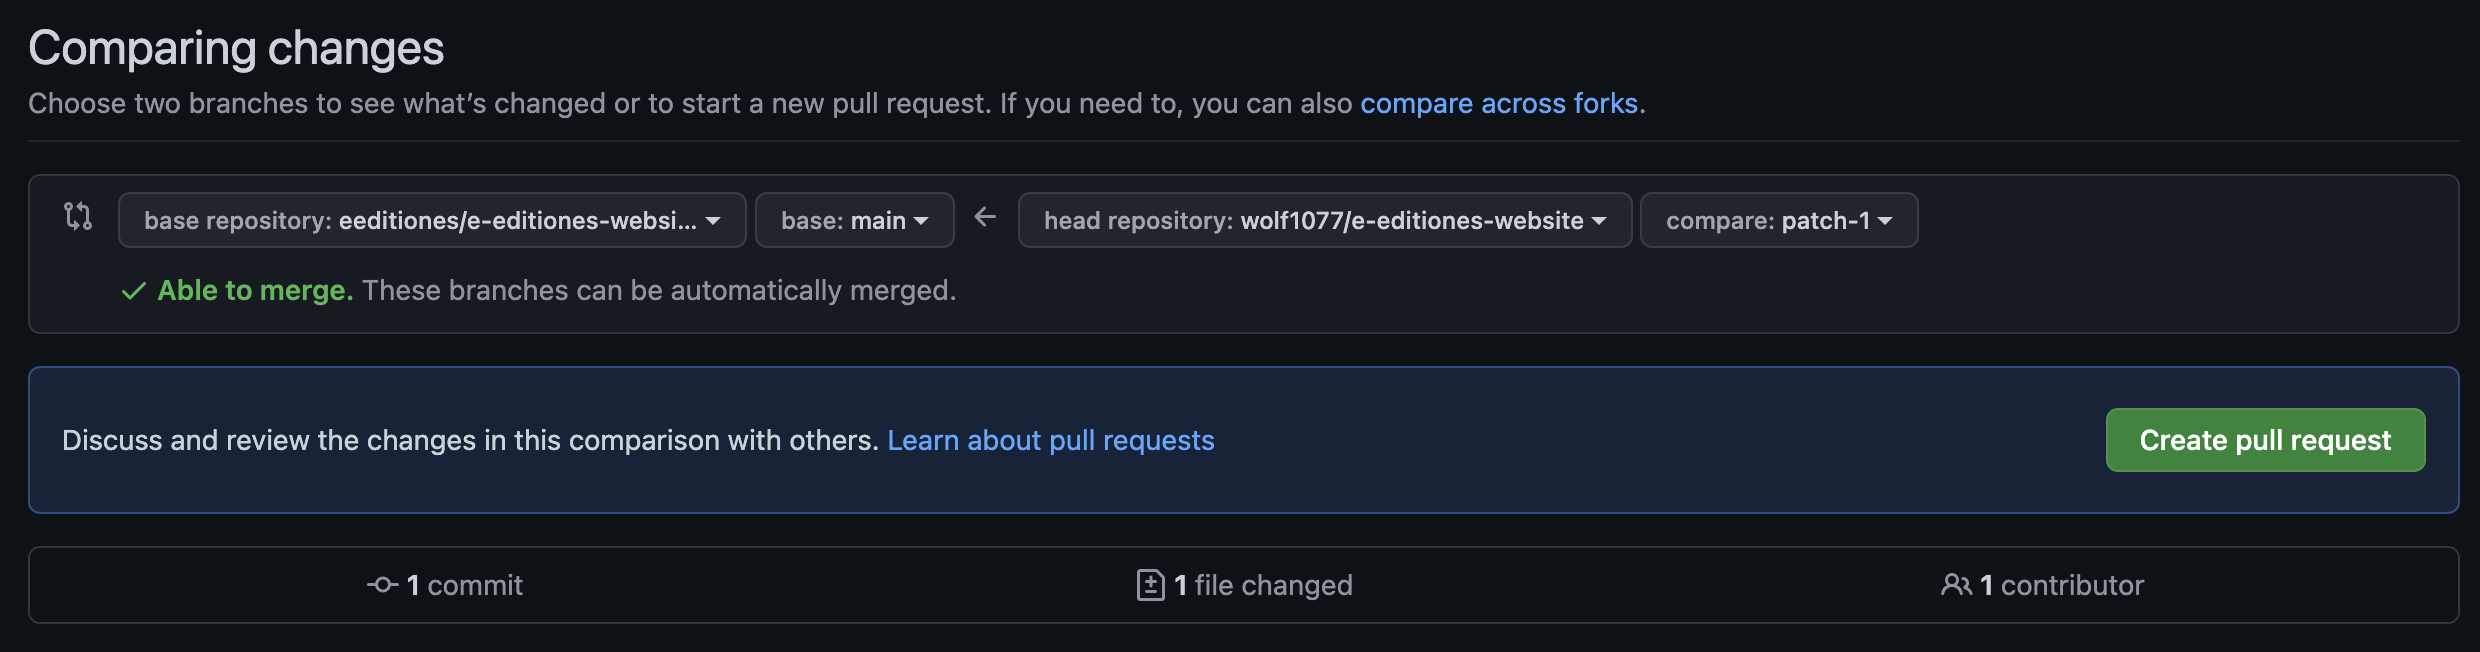 Comparing changes
Choose two branches to see what’s changed or to start a new pull request. If you need to, you can also compare across forks.
base repository: eeditiones/e-editiones-websi... base: main head repository: wolf1077/e-editiones-website compare: patch-1
Able to merge. These branches can be automatically merged.
Discuss and review the changes in this comparison with others. Learn about pull requests Create pull request
1 commit 1 file changed 1 contributor